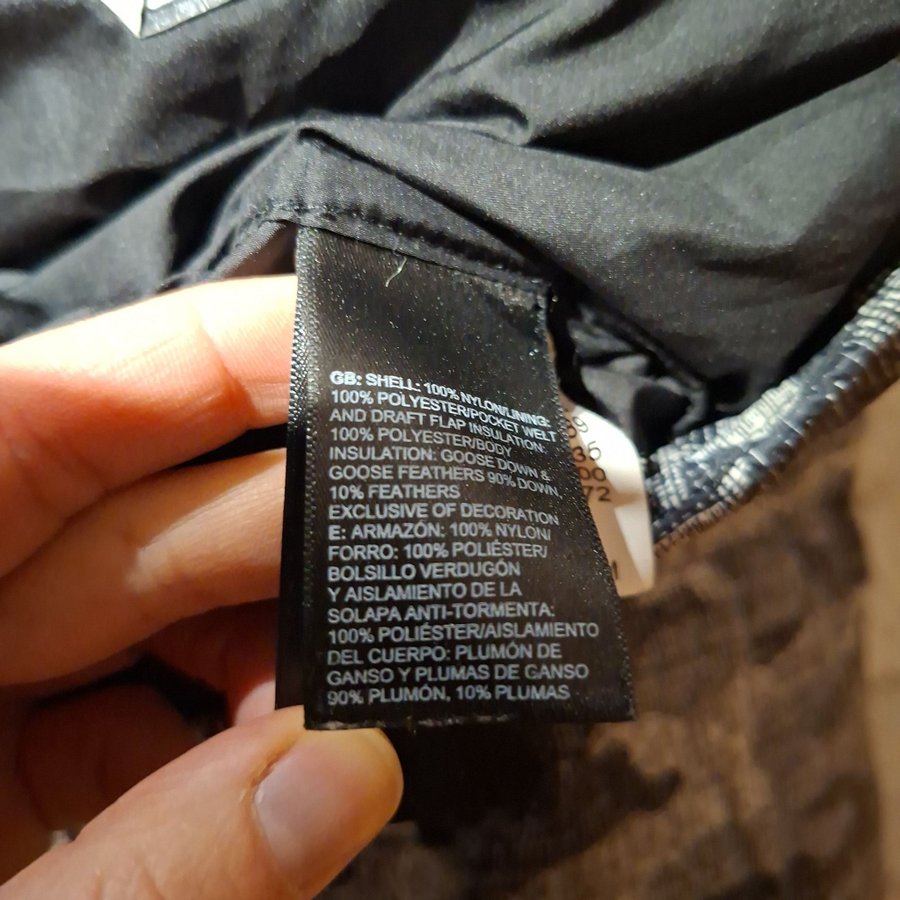 GB: SHELL: 100% NYLON/LINING:
100% POLYESTER/POCKET WELT
AND DRAFT FLAP INSULATION:
100% POLYESTER/BODY
INSULATION: GOOSE DOWN &
GOOSE FEATHERS 90% DOWN,
10% FEATHERS
EXCLUSIVE OF DECORATION
E: ARMAZÓN: 100% NYLON/
FORRO: 100% POLIÉSTER/
BOLSILLO VERDUGÓN
Y AISLAMIENTO DE LA
SOLAPA ANTI-TORMENTA:
100% POLIÉSTER/AISLAMIENTO
DEL CUERPO: PLUMÓN DE
GANSO Y PLUMAS DE GANSO
90% PLUMÓN, 10% PLUMAS